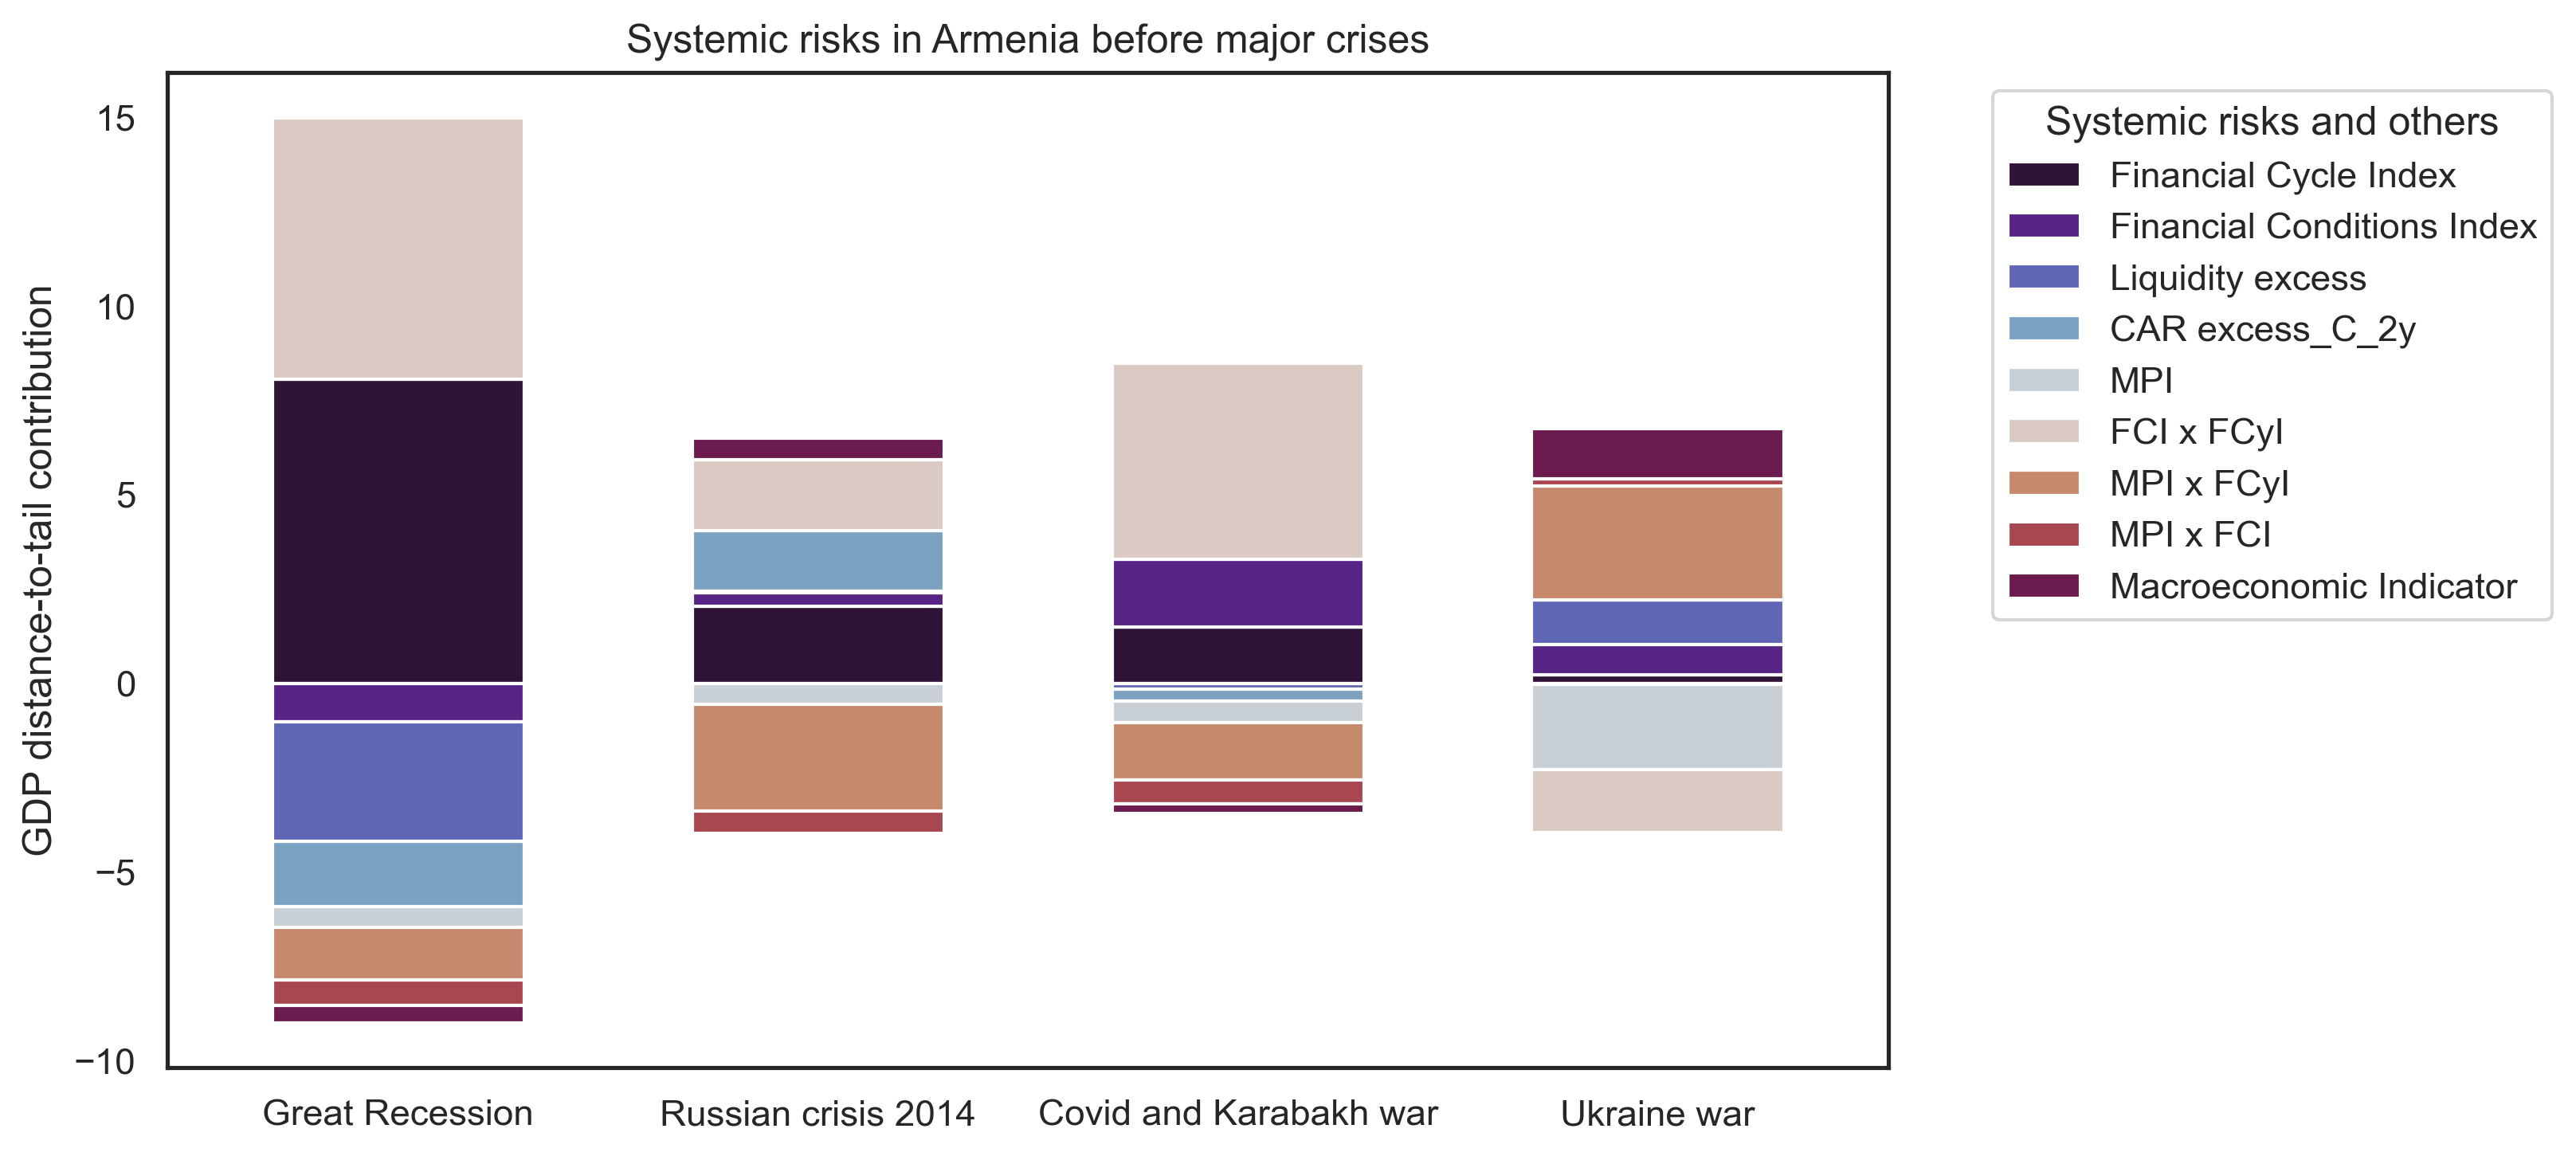 Systemic risks in Armenia before major crises
GDP distance-to-tail contribution
15
10
5
0
−5
−10
Great Recession
Russian crisis 2014
Covid and Karabakh war
Ukraine war
Systemic risks and others
Financial Cycle Index
Financial Conditions Index
Liquidity excess
CAR excess_C_2y
MPI
FCI x FCyI
MPI x FCyI
MPI x FCI
Macroeconomic Indicator